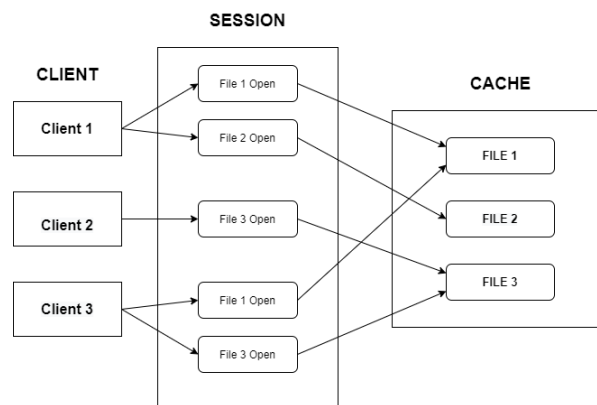 SESSION
CLIENT
CACHE
File 1 Open
Client 1
File 2 Open
FILE 1
Client 2
File 3 Open
FILE 2
FILE 3
Client 3
File 1 Open
File 3 Open